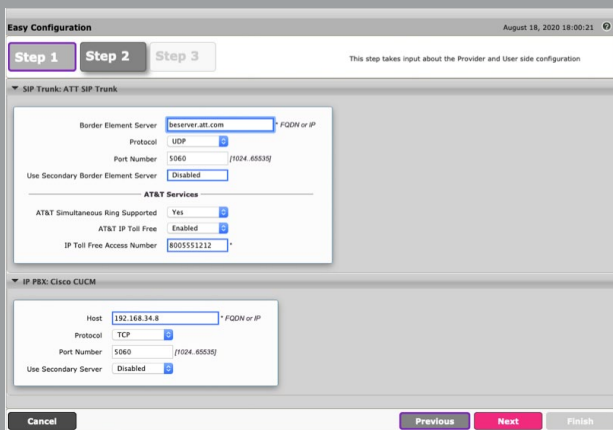 Easy Configuration August 18, 2020 18:00:21
Step 1 Step 2 Step 3 This step takes input about the Provider and User side configuration
SIP Trunk: ATT SIP Trunk
Border Element Server beserver.att.com * FQDN or IP
Protocol UDP
Port Number 5060 [1024..65535]
Use Secondary Border Element Server Disabled
AT&T Services
AT&T Simultaneous Ring Supported Yes
AT&T IP Toll Free Enabled
IP Toll Free Access Number 8005551212 *
IP PBX: Cisco CUCM
Host 192.168.34.8 * FQDN or IP
Protocol TCP
Port Number 5060 [1024..65535]
Use Secondary Server Disabled
Cancel Previous Next Finish